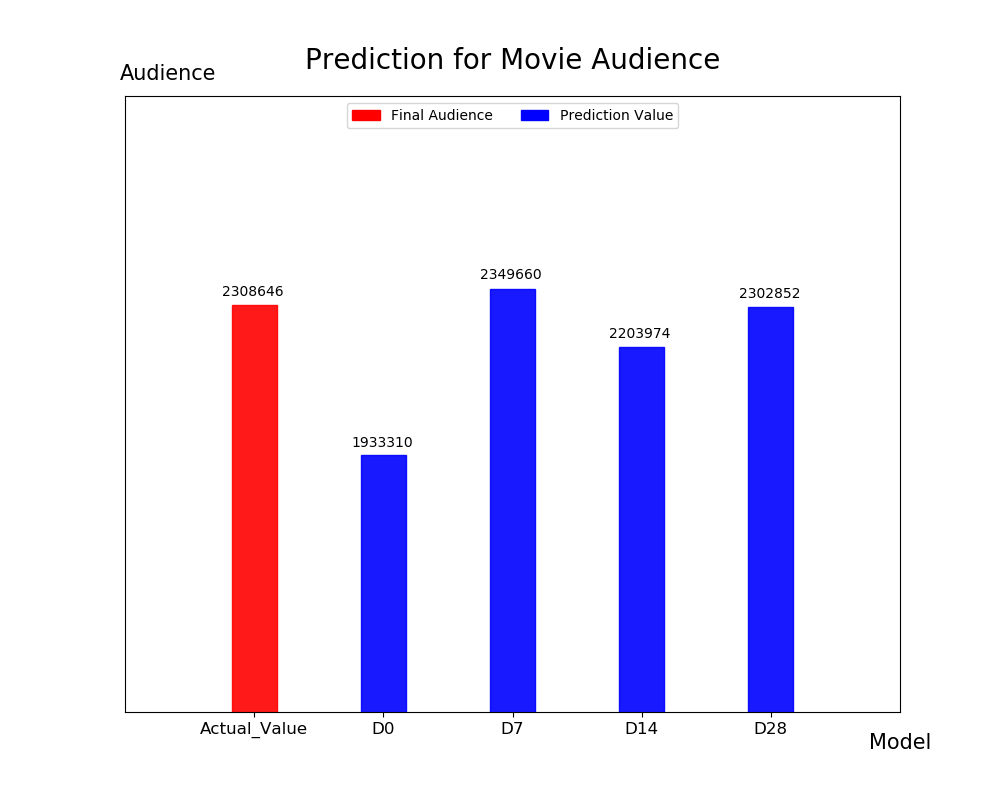 Prediction for Movie Audience
Audience
Final Audience Prediction Value
2349660
2308646
2302852
2203974
1933310
Actual_Value D0 D7 D14 D28
Model